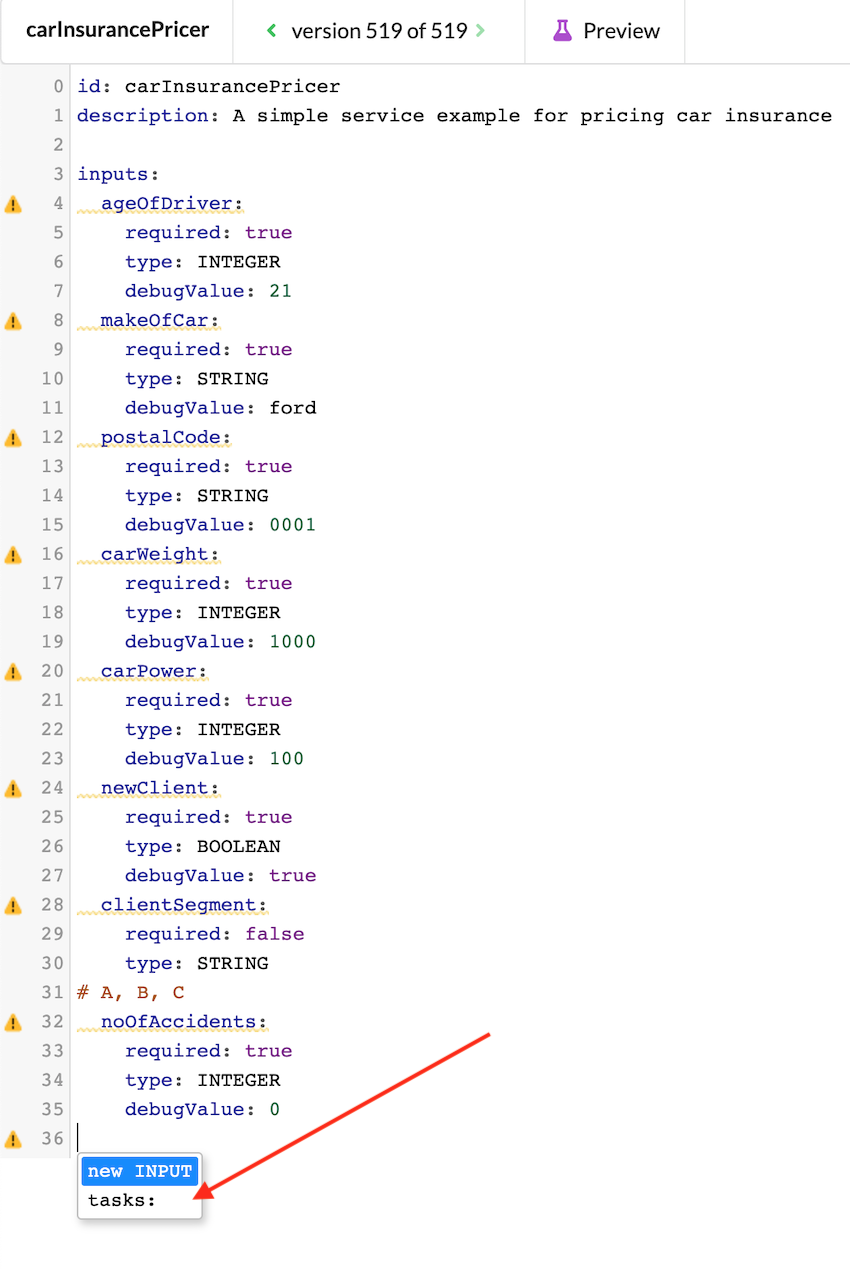 carInsurancePricer
version 519 of 519
Preview
0 id: carInsurancePricer
1 description: A simple service example for pricing car insurance
2
3 inputs:
4 ageOfDriver:
5 required: true
6 type: INTEGER
7 debugValue: 21
8 makeOfCar:
9 required: true
10 type: STRING
11 debugValue: ford
12 postalCode:
13 required: true
14 type: STRING
15 debugValue: 0001
16 carWeight:
17 required: true
18 type: INTEGER
19 debugValue: 1000
20 carPower:
21 required: true
22 type: INTEGER
23 debugValue: 100
24 newClient:
25 required: true
26 type: BOOLEAN
27 debugValue: true
28 clientSegment:
29 required: false
30 type: STRING
31 # A, B, C
32 noOfAccidents:
33 required: true
34 type: INTEGER
35 debugValue: 0
36
new INPUT
tasks: